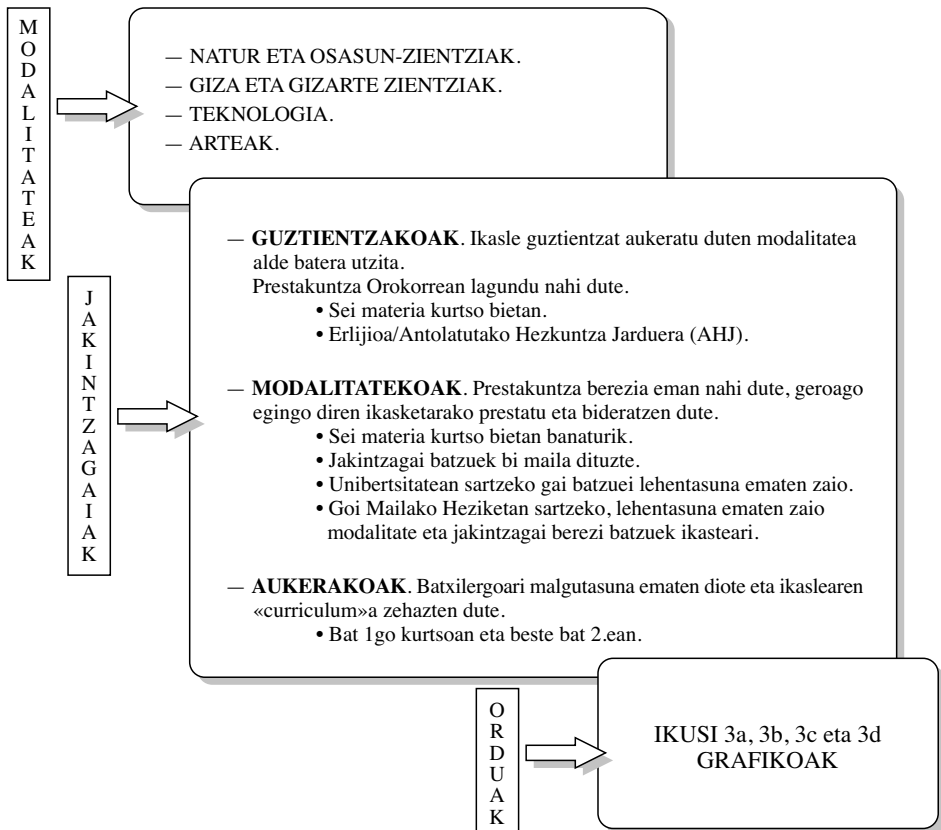 MODALITATEAK
— NATUR ETA OSASUN-ZIENTZIAK.
— GIZA ETA GIZARTE ZIENTZIAK.
— TEKNOLOGIA.
— ARTEAK.
JAKINTZAGAIAK
— GUZTIENTZAKOAK. Ikasle guztientzat aukeratu duten modalitatea
alde batera utzita.
Prestakuntza Orokorrean lagundu nahi dute.
• Sei materia kurtso bietan.
• Erlijioa/Antolatutako Hezkuntza Jarduera (AHJ).
— MODALITATEKOAK. Prestakuntza berezia eman nahi dute, geroago
egingo diren ikasketarako prestatu eta bideratzen dute.
• Sei materia kurtso bietan banaturik.
• Jakintzagai batzuek bi maila dituzte.
• Unibertsitatean sartzeko gai batzuei lehentasuna ematen zaio.
• Goi Mailako Heziketan sartzeko, lehentasuna ematen zaio
modalitate eta jakintzagai berezi batzuek ikasteari.
— AUKERAKOAK. Batxilergoari malgutasuna ematen diote eta ikaslearen
«curriculum»a zehazten dute.
• Bat 1go kurtsoan eta beste bat 2.ean.
ORDUAK
IKUSI 3a, 3b, 3c eta 3d
GRAFIKOAK